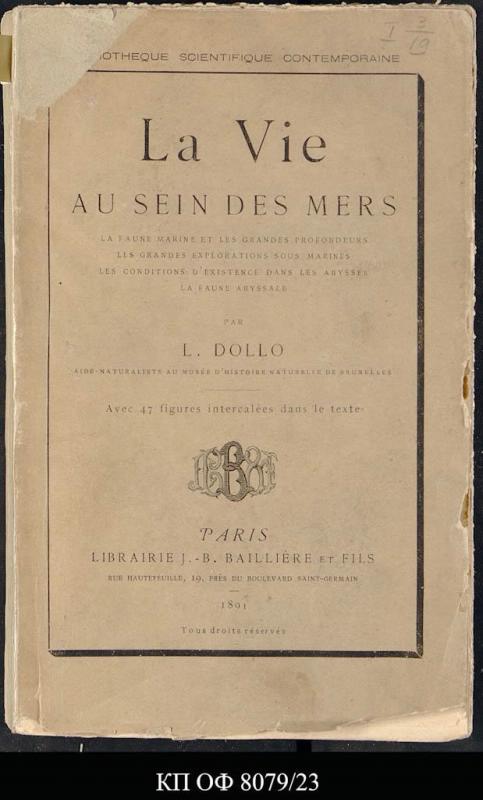 I 3/19
BIBLIOTHEQUE SCIENTIFIQUE CONTEMPORAINE
La Vie
AU SEIN DES MERS
LA FAUNE MARINE ET LES GRANDES PROFONDEURS
LES GRANDES EXPLORATIONS SOUS MARINES
LES CONDITIONS D'EXISTENCE DANS LES ABYSSES
LA FAUNE ABYSSALE
PAR
L. DOLLO
AIDE-NATURALISTE AU MUSÉE D'HISTOIRE NATURELLE DE BRUXELLES
Avec 47 figures intercalées dans le texte
PARIS
LIBRAIRIE J.-B. BAILLIÈRE ET FILS
RUE HAUTEFEUILLE, 19, PRÈS DU BOULEVARD SAINT-GERMAIN
1891
Tous droits réservés
КП ОФ 8079/23